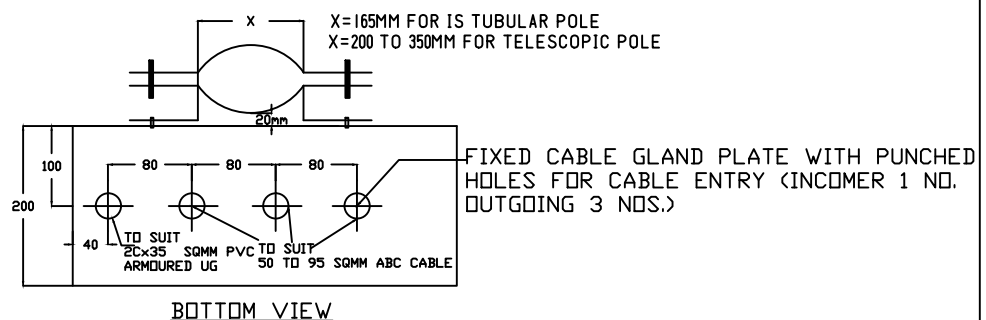 X
X=165MM FOR IS TUBULAR POLE
X=200 TO 350MM FOR TELESCOPIC POLE
20mm
100
80
80
80
FIXED CABLE GLAND PLATE WITH PUNCHED
HOLES FOR CABLE ENTRY (INCOMER 1 NO.
OUTGOING 3 NOS.)
200
40
TO SUIT
2Cx35 SQMM PVC
ARMOURED UG
TO SUIT
50 TO 95 SQMM ABC CABLE
BOTTOM VIEW